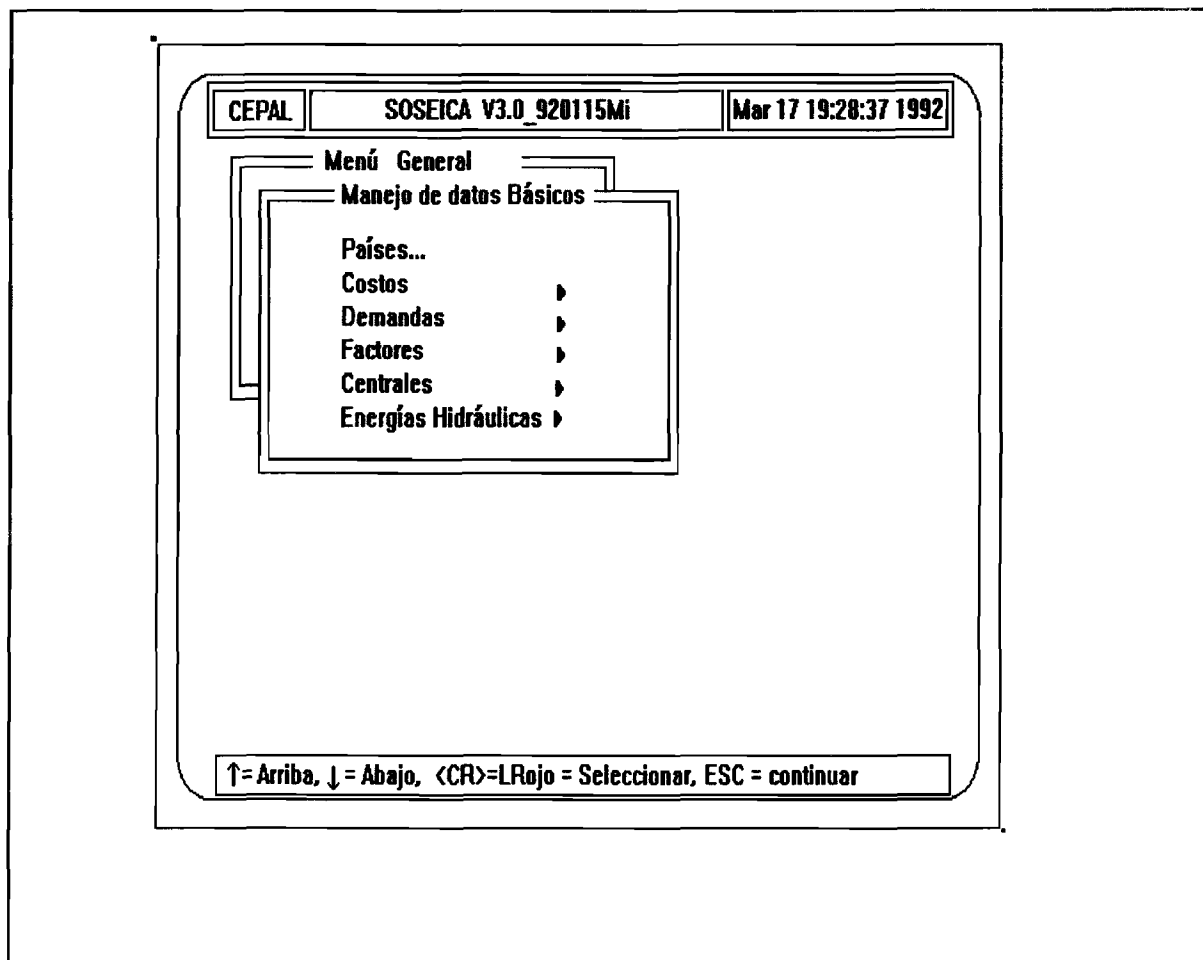 CEPAL SOSEICA V3.0_920115Mi Mar 17 19:28:37 1992
Menú General
Manejo de datos Básicos
Países...
Costos
Demandas
Factores
Centrales
Energías Hidráulicas
↑= Arriba, ↓ = Abajo, <CR>=LRojo = Seleccionar, ESC = continuar